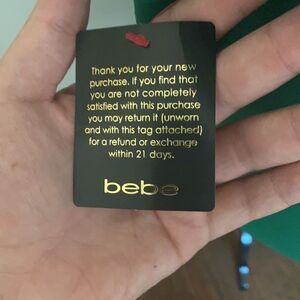 Thank you for your new
purchase. If you find that
you are not completely
satisfied with this purchase
you may return it (unworn
and with this tag attached)
for a refund or exchange
within 21 days.
bebe